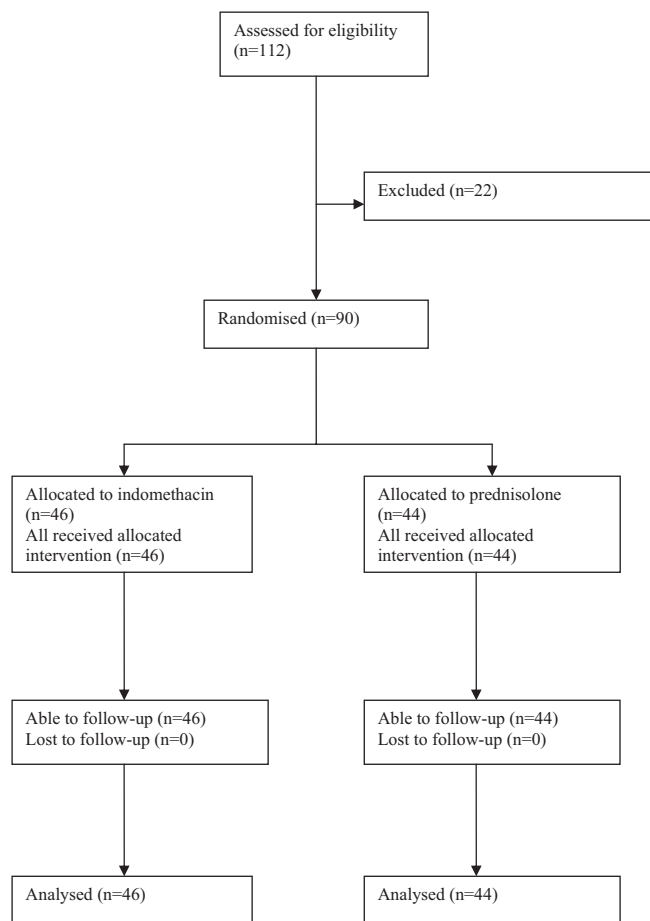 Assessed for eligibility
(n=112)
Excluded (n=22)
Randomised (n=90)
Allocated to indomethacin
(n=46)
All received allocated
intervention (n=46)
Allocated to prednisolone
(n=44)
All received allocated
intervention (n=44)
Able to follow-up (n=46)
Lost to follow-up (n=0)
Able to follow-up (n=44)
Lost to follow-up (n=0)
Analysed (n=46)
Analysed (n=44)